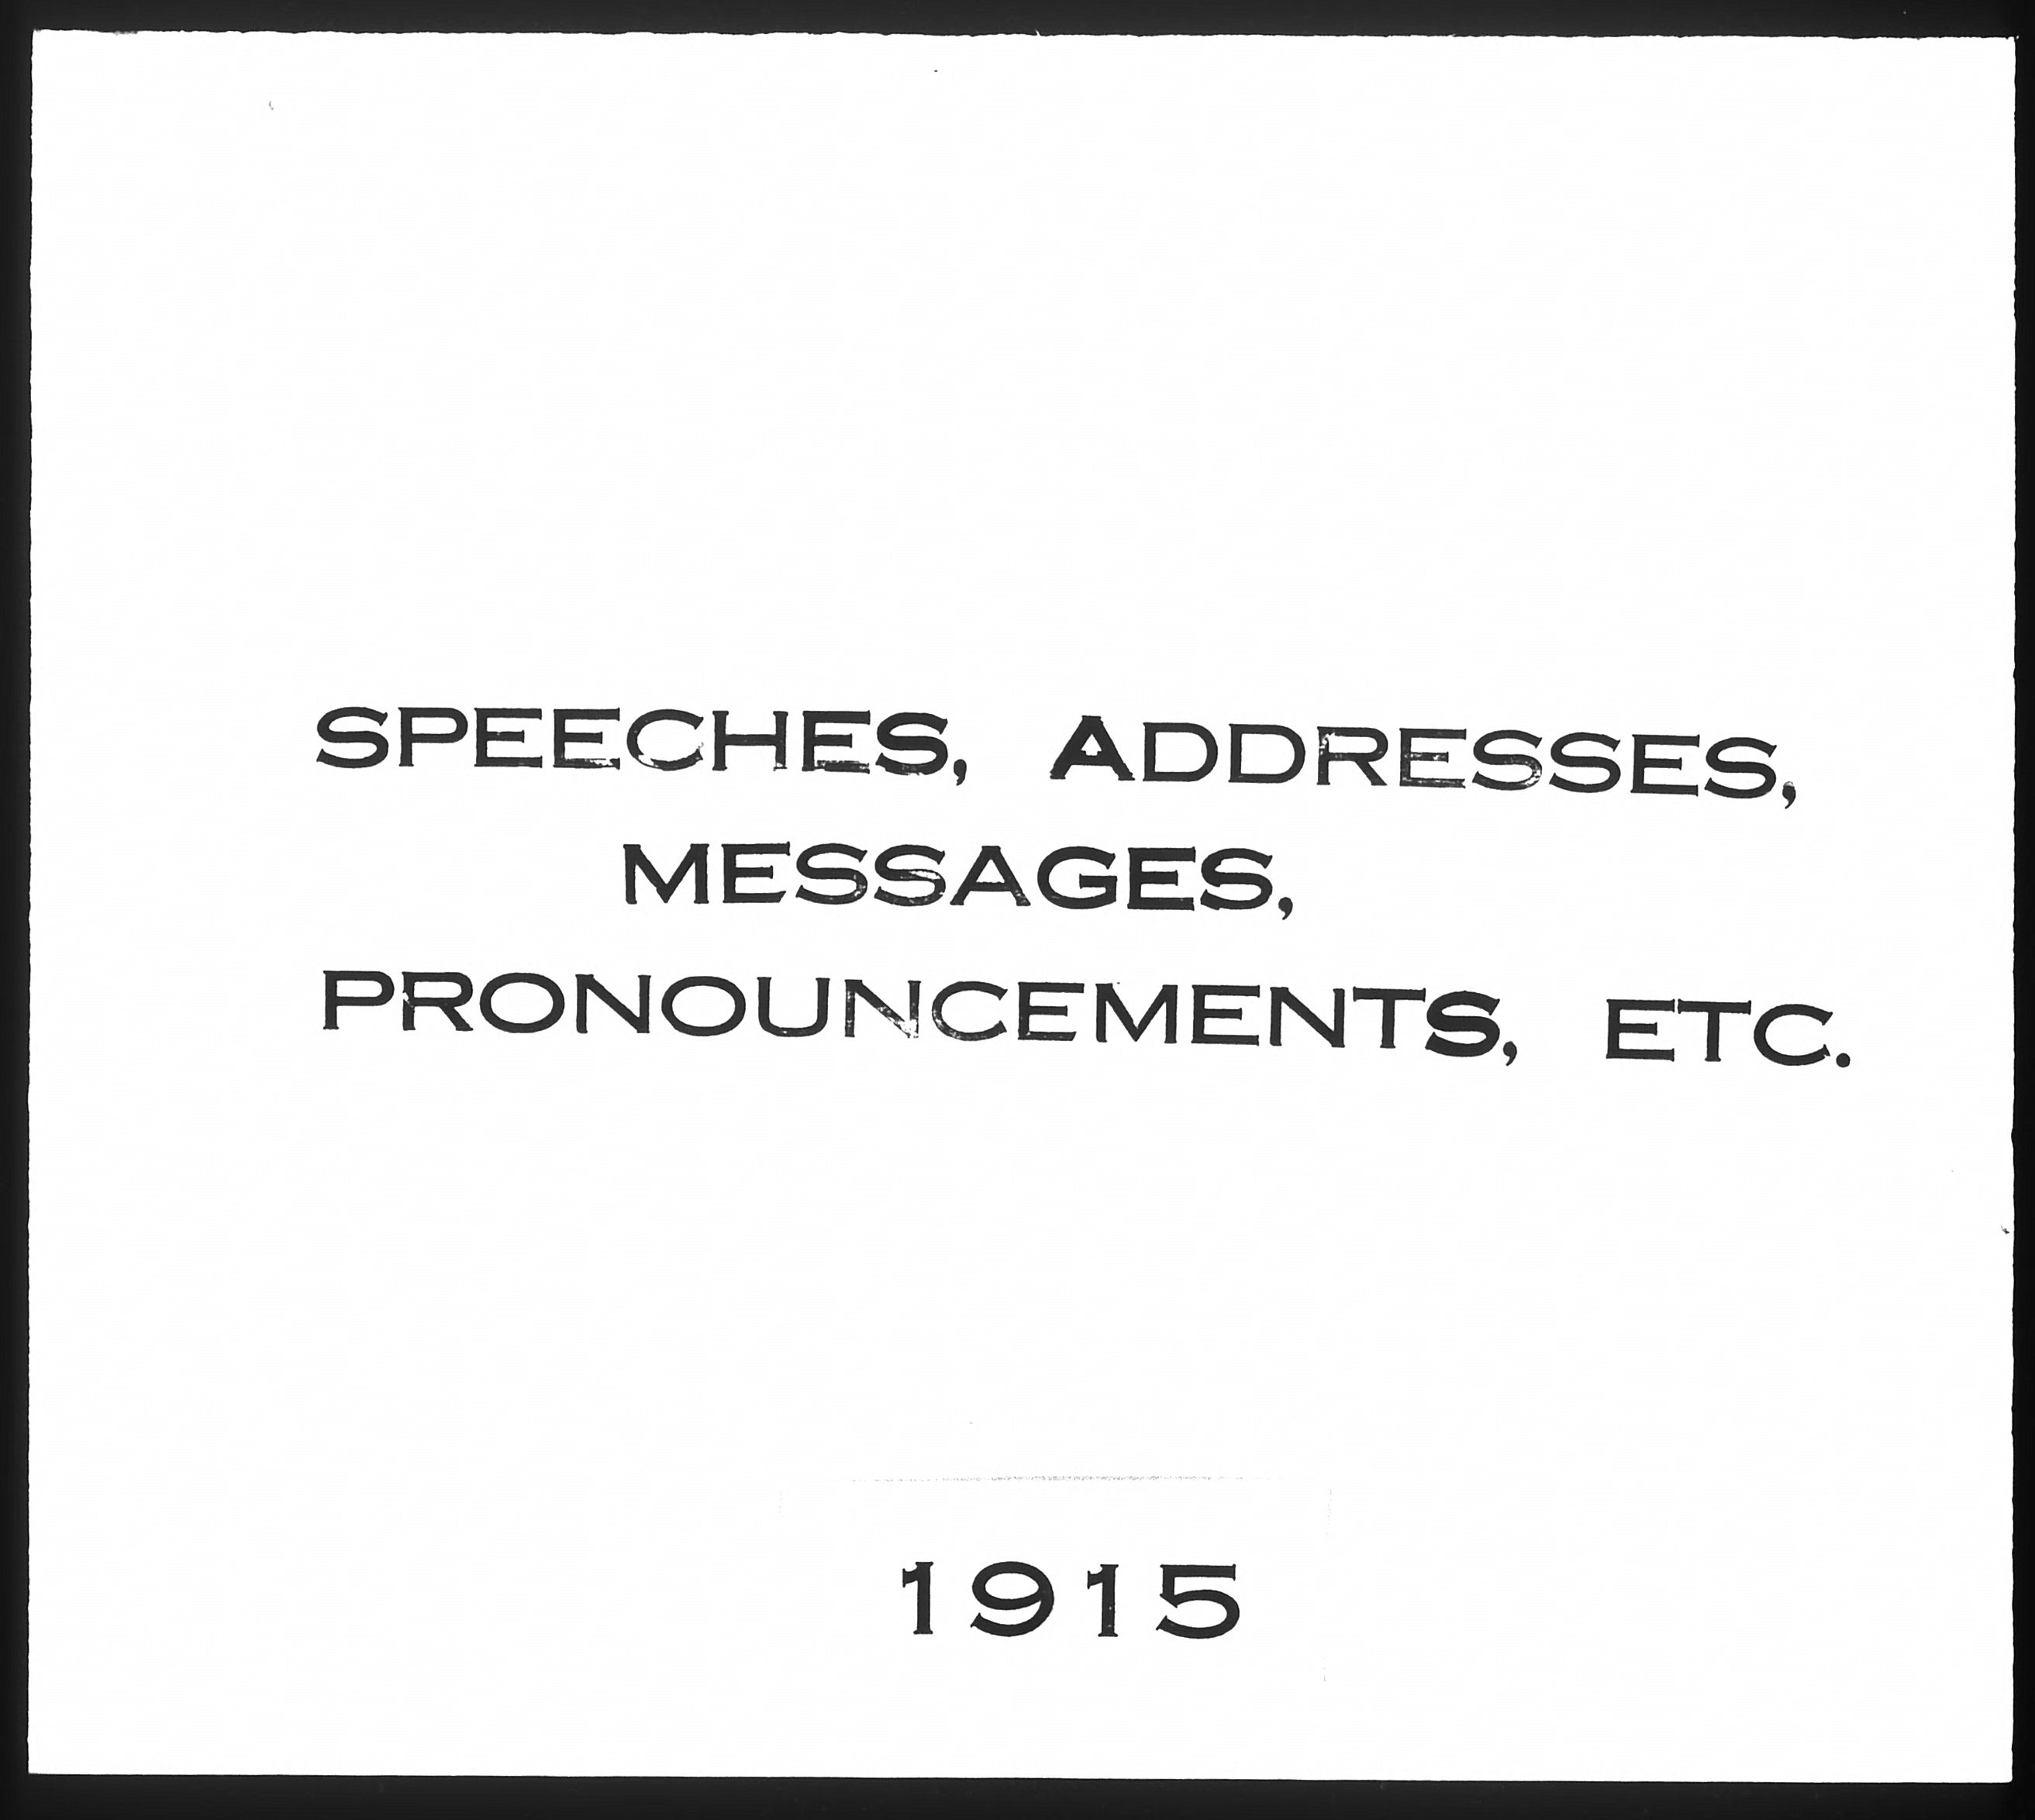 SPEECHES, ADDRESSES,
MESSAGES,
PRONOUNCEMENTS, ETC.
1915